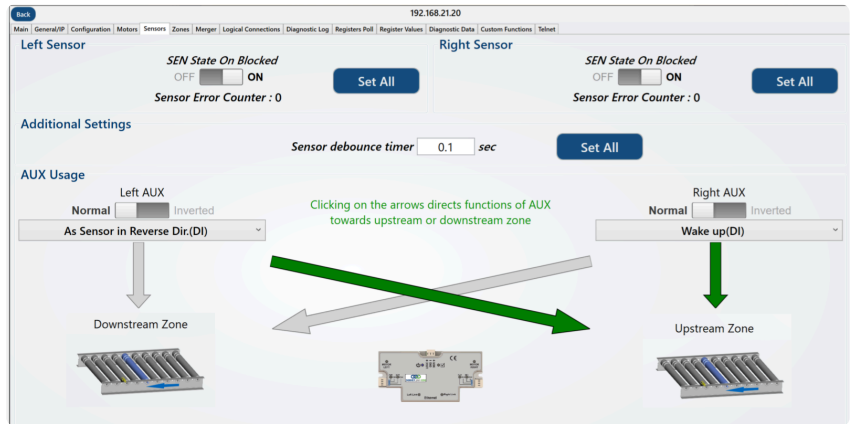 Back
192.168.21.20
Main General/IP Configuration Motors Sensors Zones Merger Logical Connections Diagnostic Log Registers Poll Register Values Diagnostic Data Custom Functions Telnet
Left Sensor
SEN State On Blocked
OFF ON
Set All
Sensor Error Counter : 0
Right Sensor
SEN State On Blocked
OFF ON
Set All
Sensor Error Counter : 0
Additional Settings
Sensor debounce timer 0.1 sec Set All
AUX Usage
Left AUX
Normal Inverted
As Sensor in Reverse Dir.(DI)
Clicking on the arrows directs functions of AUX
towards upstream or downstream zone
Right AUX
Normal Inverted
Wake up(DI)
Downstream Zone
Upstream Zone
Ethernet